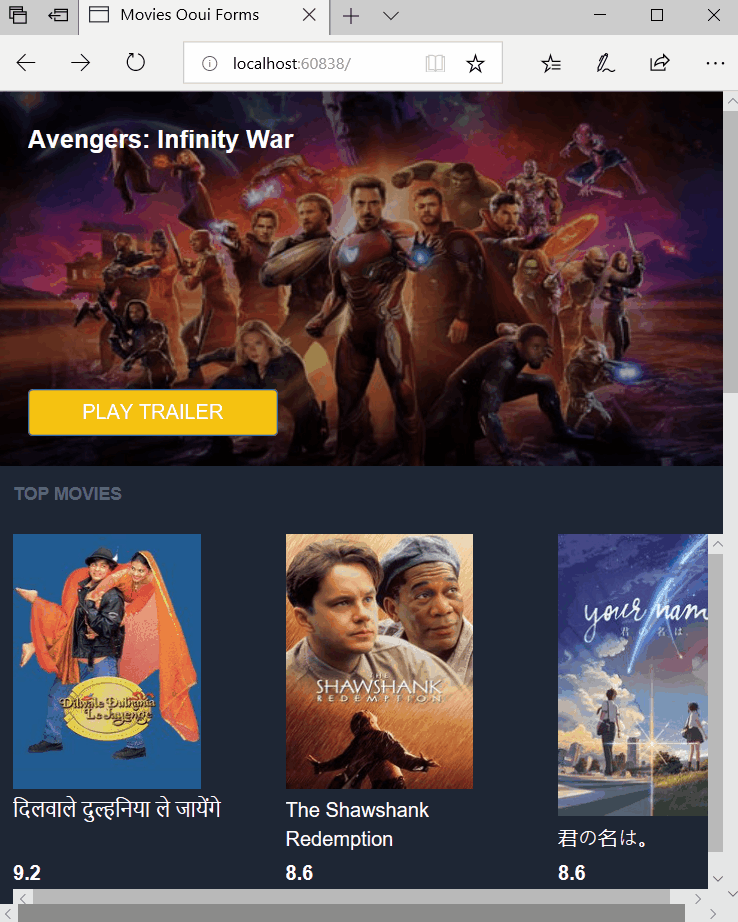 Movies Ooui Forms
localhost:60838/
Avengers: Infinity War
PLAY TRAILER
TOP MOVIES
Dilwale Dulhania
Le Jayenge
THE
SHAWSHANK
REDEMPTION
your nam
君の名は。
दिलवाले दुल्हनिया ले जायेंगे
The Shawshank
Redemption
君の名は。
9.2
8.6
8.6